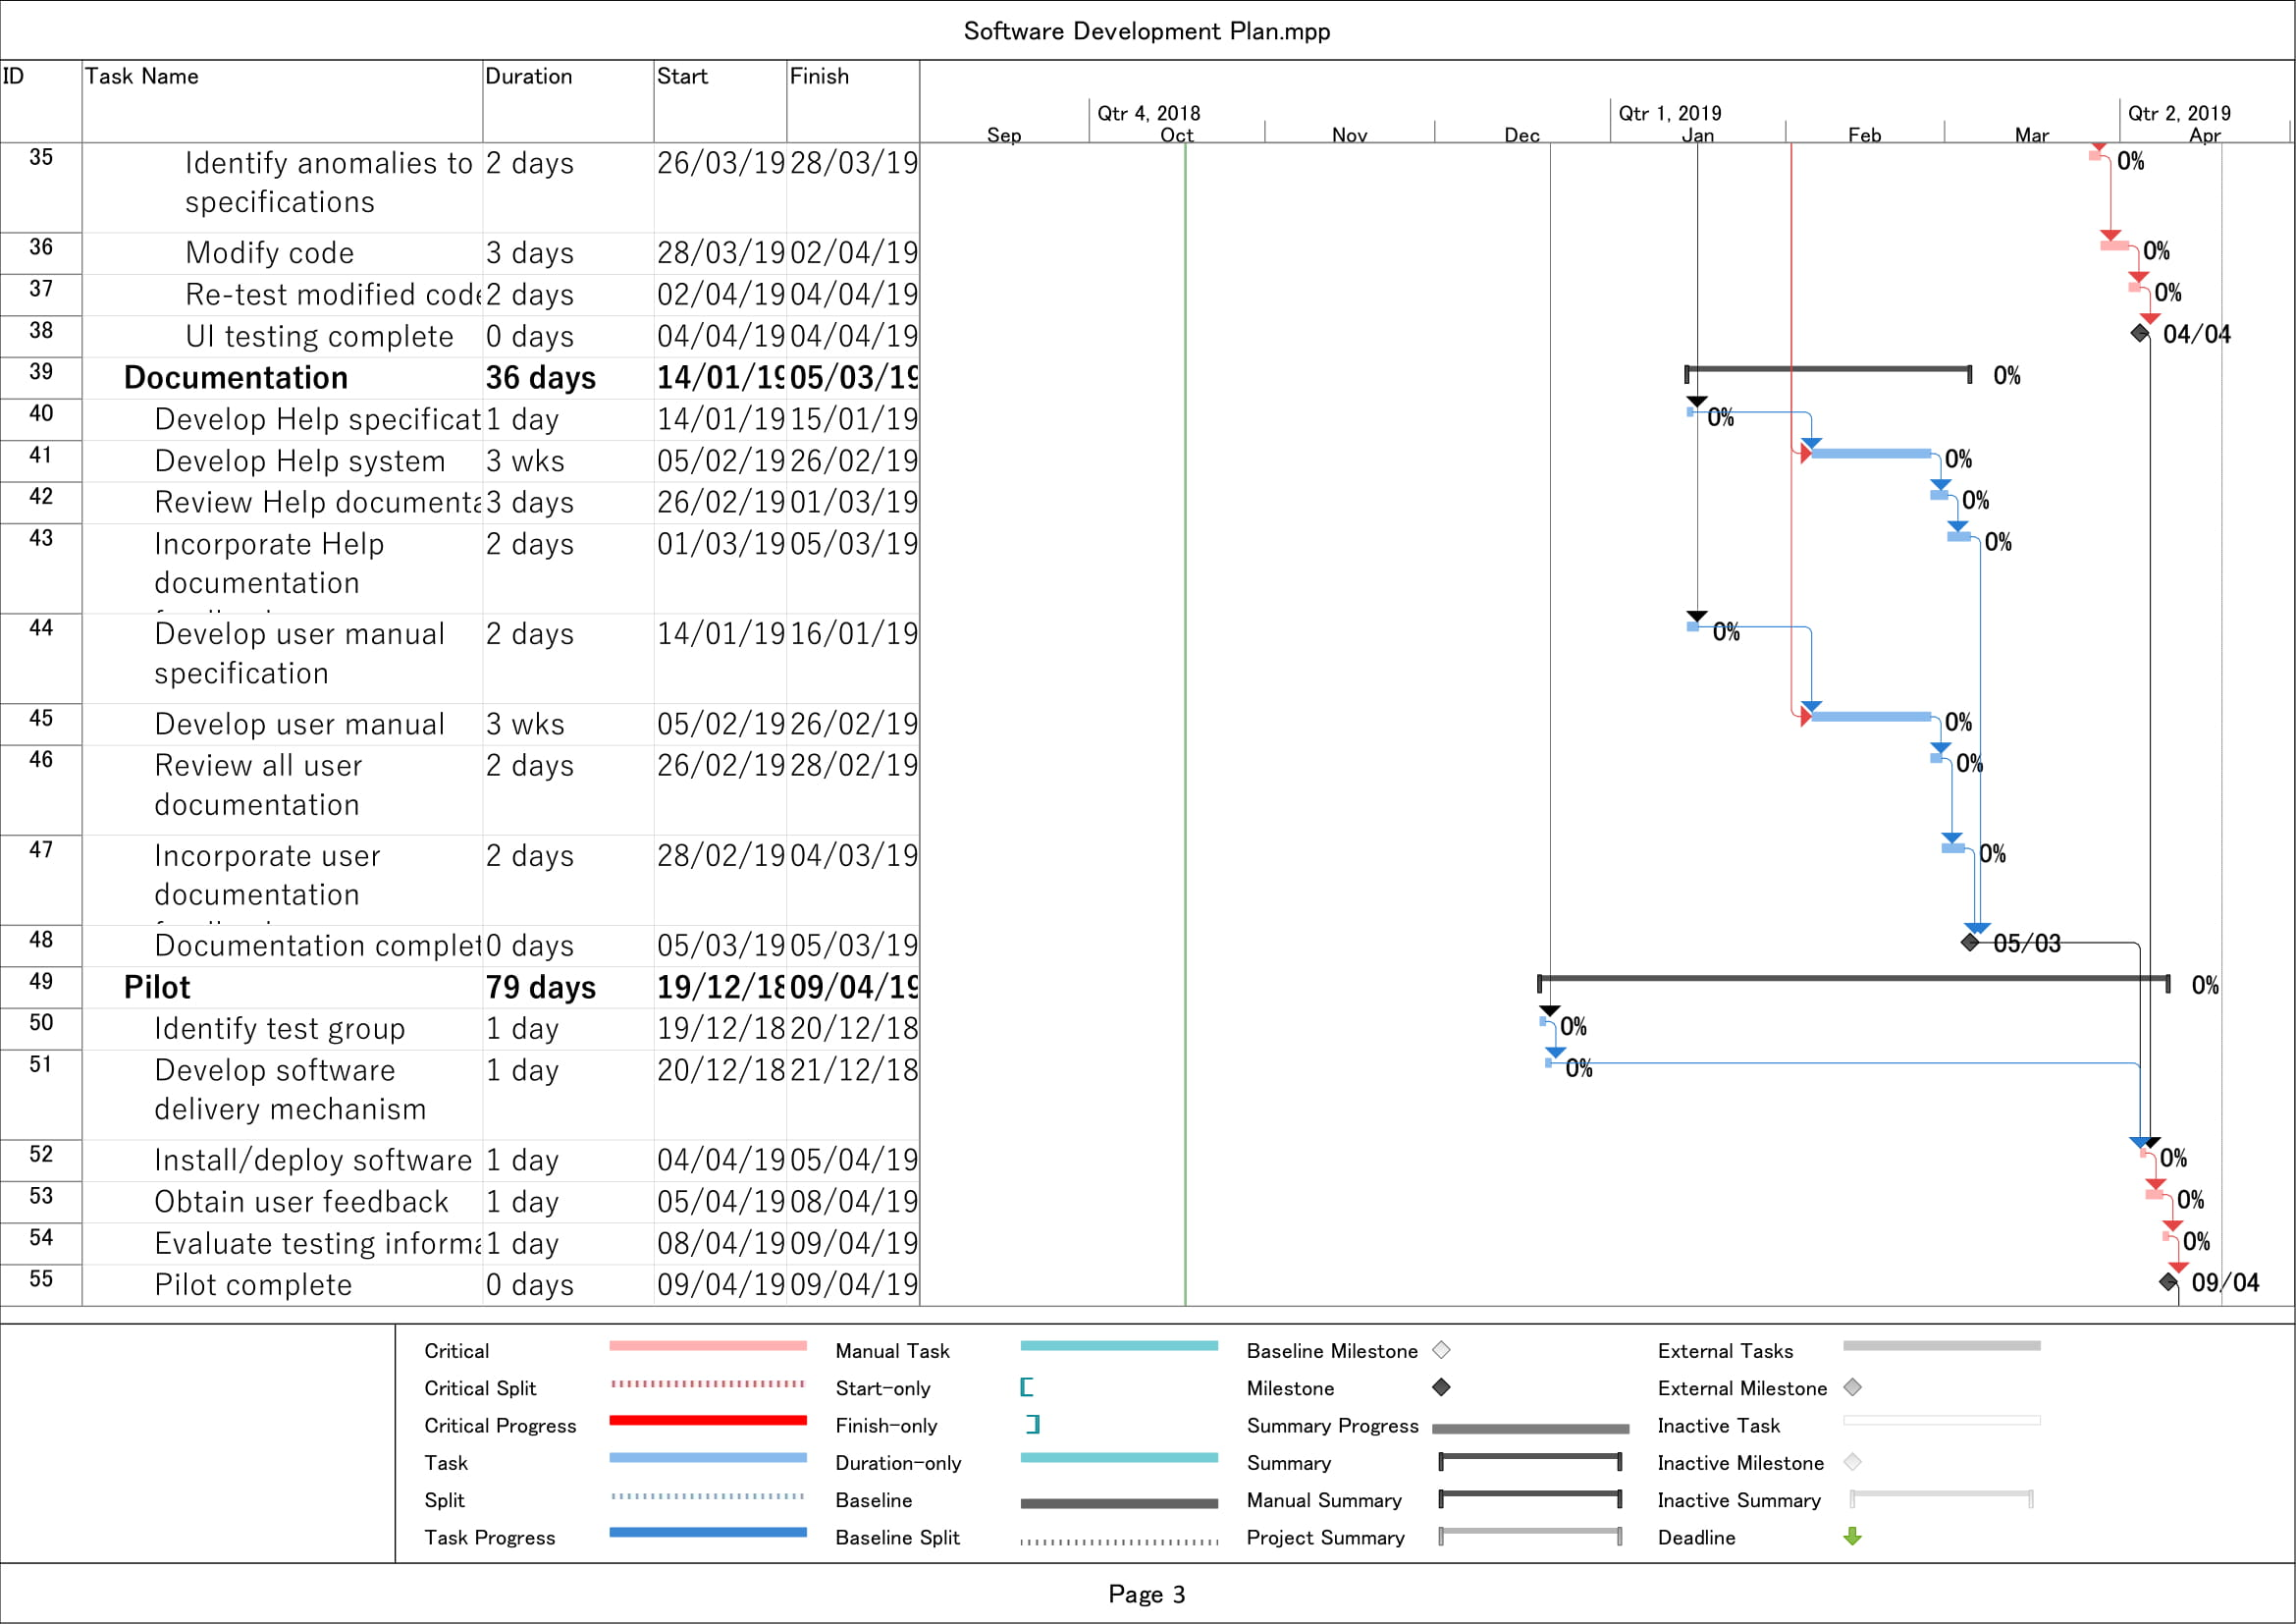 Software Development Plan.mpp
ID Task Name Duration Start Finish
Qtr 4, 2018 Qtr 1, 2019 Qtr 2, 2019
Sep Oct Nov Dec Jan Feb Mar Apr
35 Identify anomalies to 2 days 26/03/19 28/03/19 0%
specifications
36 Modify code 3 days 28/03/19 02/04/19 0%
37 Re-test modified code 2 days 02/04/19 04/04/19 0%
38 UI testing complete 0 days 04/04/19 04/04/19 04/04
39 Documentation 36 days 14/01/19 05/03/19 0%
40 Develop Help specificat 1 day 14/01/19 15/01/19 0%
41 Develop Help system 3 wks 05/02/19 26/02/19 0%
42 Review Help documenta 3 days 26/02/19 01/03/19 0%
43 Incorporate Help 2 days 01/03/19 05/03/19 0%
documentation
44 Develop user manual 2 days 14/01/19 16/01/19 0%
specification
45 Develop user manual 3 wks 05/02/19 26/02/19 0%
46 Review all user 2 days 26/02/19 28/02/19 0%
documentation
47 Incorporate user 2 days 28/02/19 04/03/19 0%
documentation
48 Documentation complet 0 days 05/03/19 05/03/19 05/03
49 Pilot 79 days 19/12/18 09/04/19 0%
50 Identify test group 1 day 19/12/18 20/12/18 0%
51 Develop software 1 day 20/12/18 21/12/18 0%
delivery mechanism
52 Install/deploy software 1 day 04/04/19 05/04/19 0%
53 Obtain user feedback 1 day 05/04/19 08/04/19 0%
54 Evaluate testing informa 1 day 08/04/19 09/04/19 0%
55 Pilot complete 0 days 09/04/19 09/04/19 09/04
Critical Manual Task Baseline Milestone External Tasks
Critical Split Start-only Milestone External Milestone
Critical Progress Finish-only Summary Progress Inactive Task
Task Duration-only Summary Inactive Milestone
Split Baseline Manual Summary Inactive Summary
Task Progress Baseline Split Project Summary Deadline
Page 3